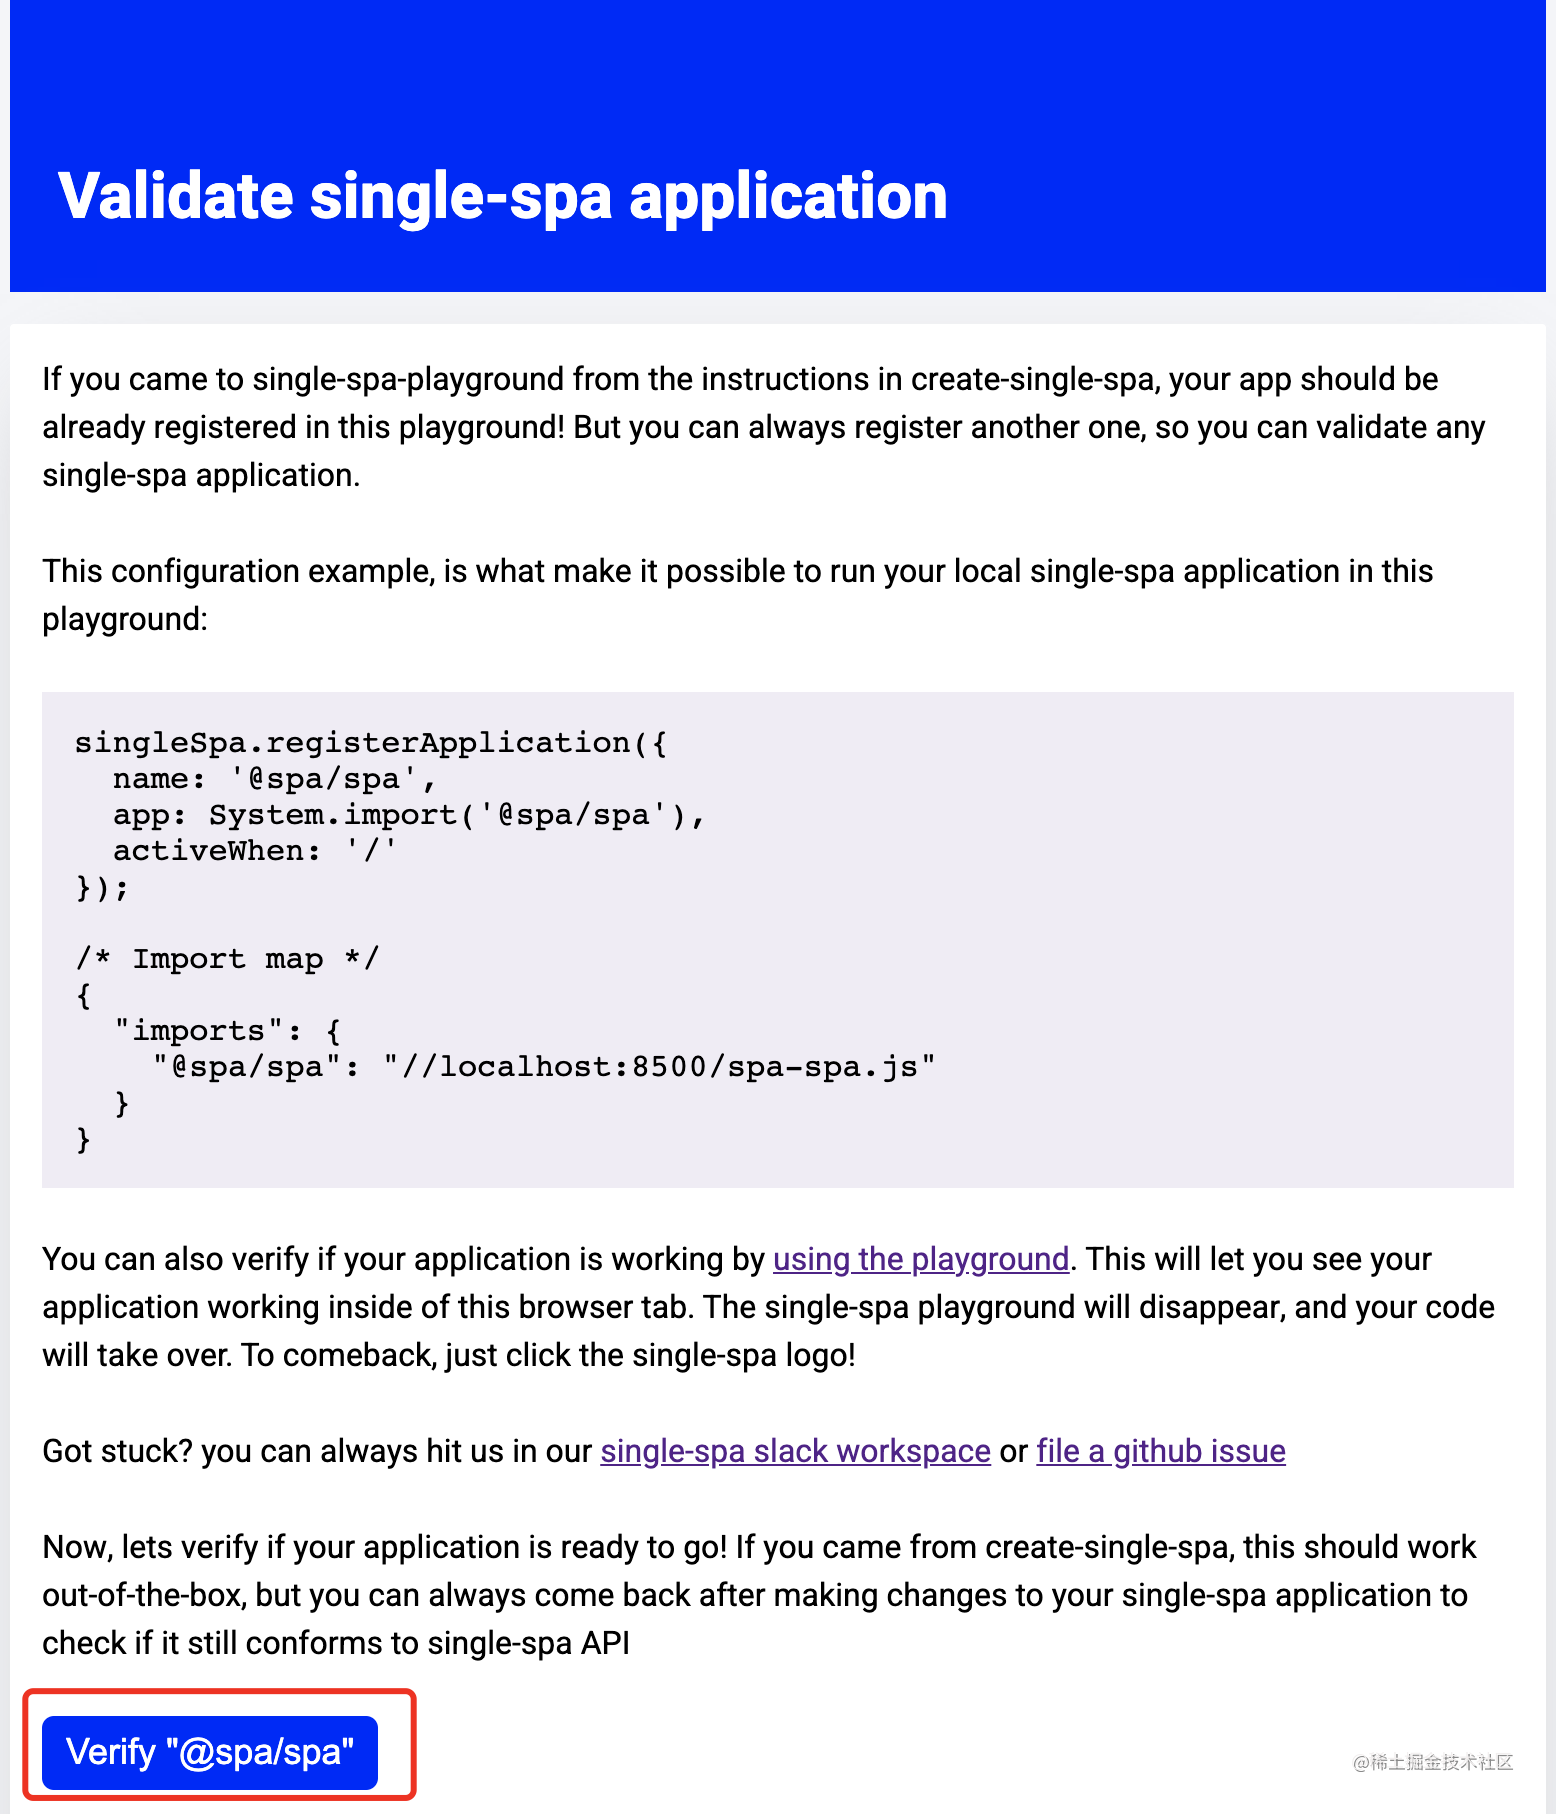 Validate single-spa application
If you came to single-spa-playground from the instructions in create-single-spa, your app should be
already registered in this playground! But you can always register another one, so you can validate any
single-spa application.
This configuration example, is what make it possible to run your local single-spa application in this
playground:
singleSpa.registerApplication({
  name: '@spa/spa',
  app: System.import('@spa/spa'),
  activeWhen: '/'
});
/* Import map */
{
  "imports": {
    "@spa/spa": "//localhost:8500/spa-spa.js"
  }
}
You can also verify if your application is working by using the playground. This will let you see your
application working inside of this browser tab. The single-spa playground will disappear, and your code
will take over. To comeback, just click the single-spa logo!
Got stuck? you can always hit us in our single-spa slack workspace or file a github issue
Now, lets verify if your application is ready to go! If you came from create-single-spa, this should work
out-of-the-box, but you can always come back after making changes to your single-spa application to
check if it still conforms to single-spa API
Verify "@spa/spa"
@稀土掘金技术社区